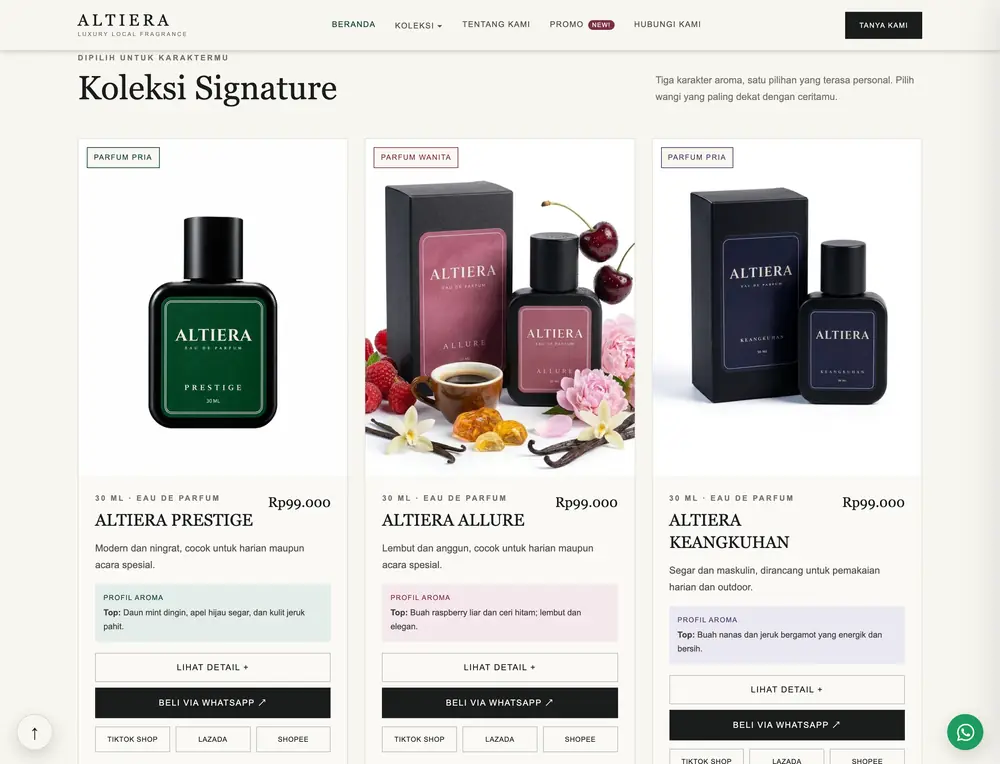 ALTIERA
LUXURY LOCAL FRAGRANCE
BERANDA
KOLEKSI
TENTANG KAMI
PROMO NEW!
HUBUNGI KAMI
TANYA KAMI
DIPILIH UNTUK KARAKTERMU
Koleksi Signature
Tiga karakter aroma, satu pilihan yang terasa personal. Pilih
wangi yang paling dekat dengan ceritamu.
PARFUM PRIA
ALTIERA
EAU DE PARFUM
PRESTIGE
30 ML
30 ML · EAU DE PARFUM
Rp99.000
ALTIERA PRESTIGE
Modern dan ningrat, cocok untuk harian maupun
acara spesial.
PROFIL AROMA
Top: Daun mint dingin, apel hijau segar, dan kulit jeruk
pahit.
LIHAT DETAIL +
BELI VIA WHATSAPP ↗
TIKTOK SHOP
LAZADA
SHOPEE
PARFUM WANITA
ALTIERA
EAU DE PARFUM
ALLURE
ALTIERA
EAU DE PARFUM
ALLURE
30 ML · EAU DE PARFUM
Rp99.000
ALTIERA ALLURE
Lembut dan anggun, cocok untuk harian maupun
acara spesial.
PROFIL AROMA
Top: Buah raspberry liar dan ceri hitam; lembut dan
elegan.
LIHAT DETAIL +
BELI VIA WHATSAPP ↗
TIKTOK SHOP
LAZADA
SHOPEE
PARFUM PRIA
ALTIERA
EAU DE PARFUM
KEANGKUHAN
ALTIERA
KEANGKUHAN
30 ML · EAU DE PARFUM
Rp99.000
ALTIERA
KEANGKUHAN
Segar dan maskulin, dirancang untuk pemakaian
harian dan outdoor.
PROFIL AROMA
Top: Buah nanas dan jeruk bergamot yang energik dan
bersih.
LIHAT DETAIL +
BELI VIA WHATSAPP ↗
TIKTOK SHOP
LAZADA
SHOPEE